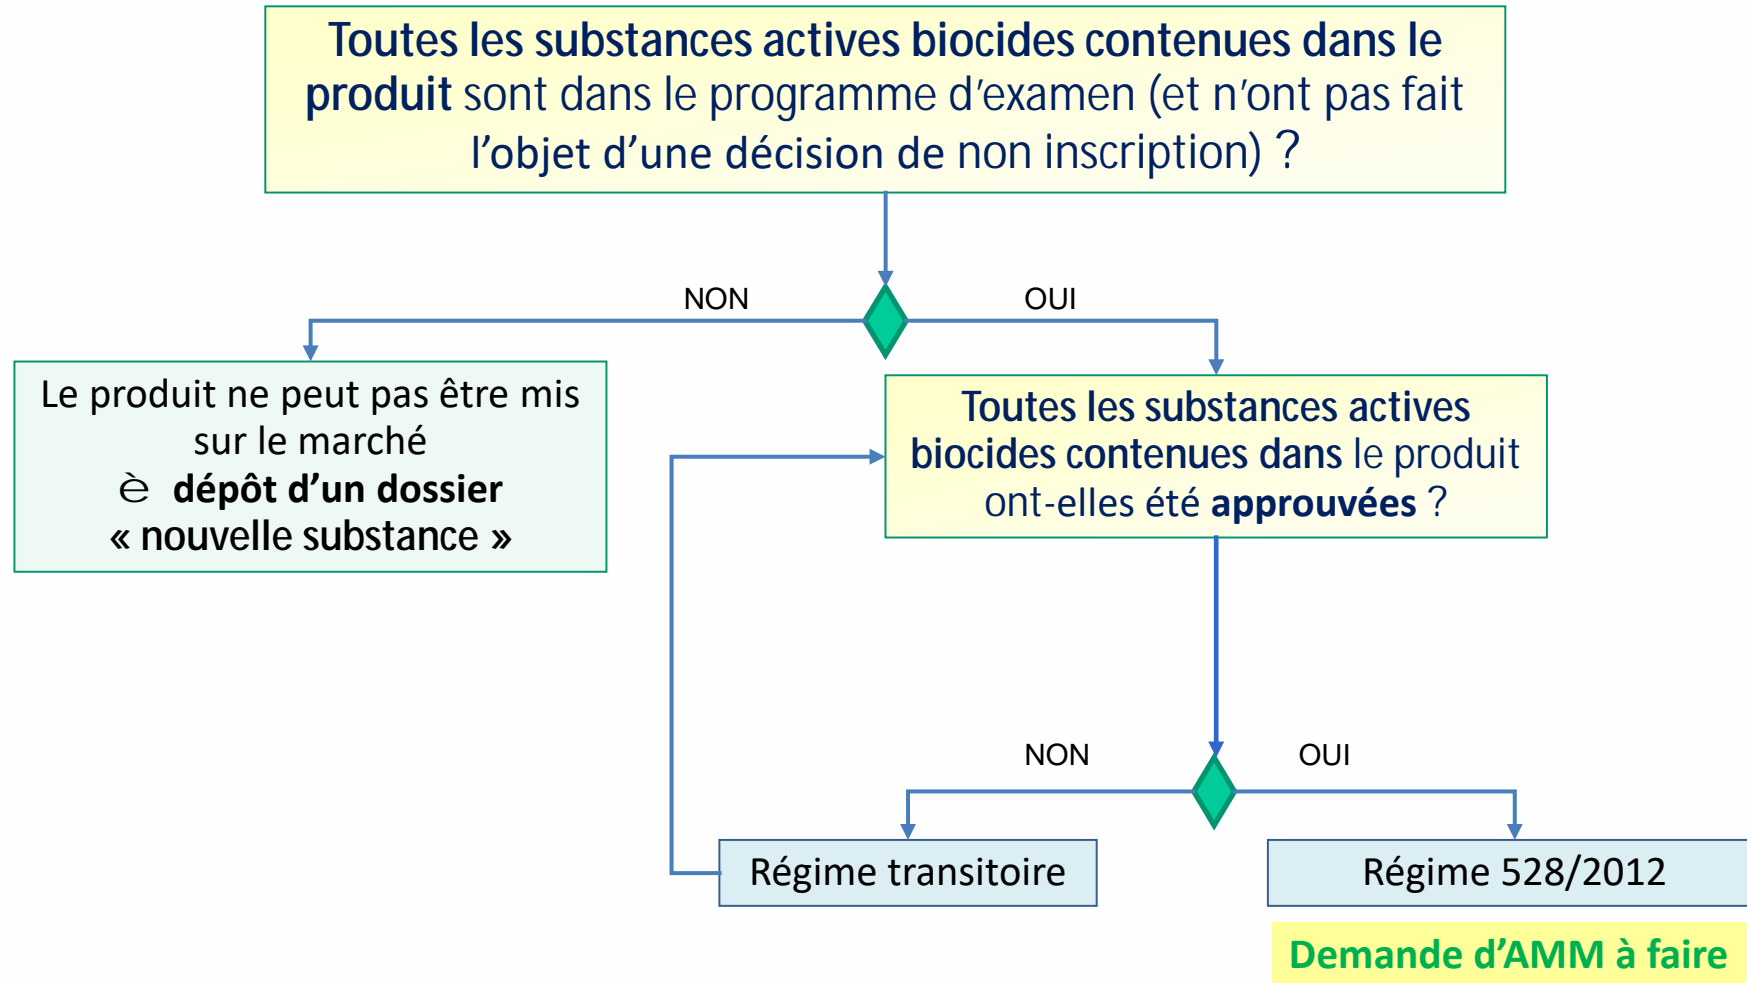 Toutes les substances actives biocides contenues dans le
produit sont dans le programme d’examen (et n’ont pas fait
l’objet d’une décision de non inscription) ?
NON
OUI
Le produit ne peut pas être mis
sur le marché
è dépôt d’un dossier
« nouvelle substance »
Toutes les substances actives
biocides contenues dans le produit
ont-elles été approuvées ?
NON
OUI
Régime transitoire
Régime 528/2012
Demande d’AMM à faire